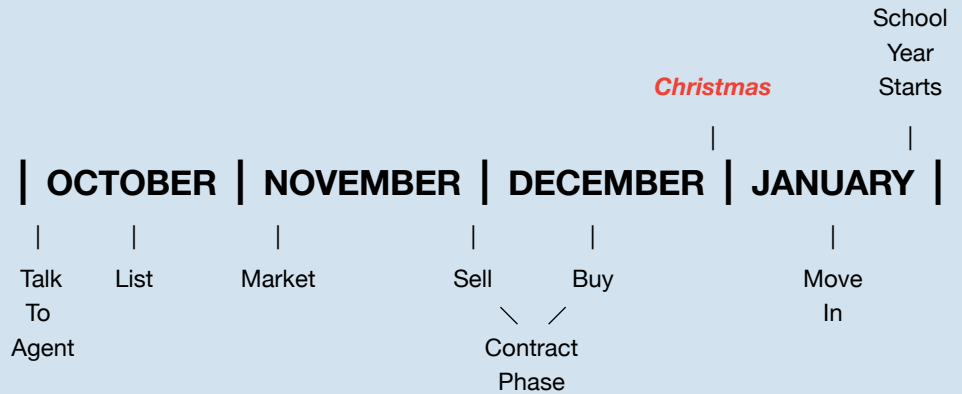 School
Year
Christmas Starts
| OCTOBER | NOVEMBER | DECEMBER | JANUARY |
Talk List Market Sell Buy Move
To In
Agent Contract
Phase